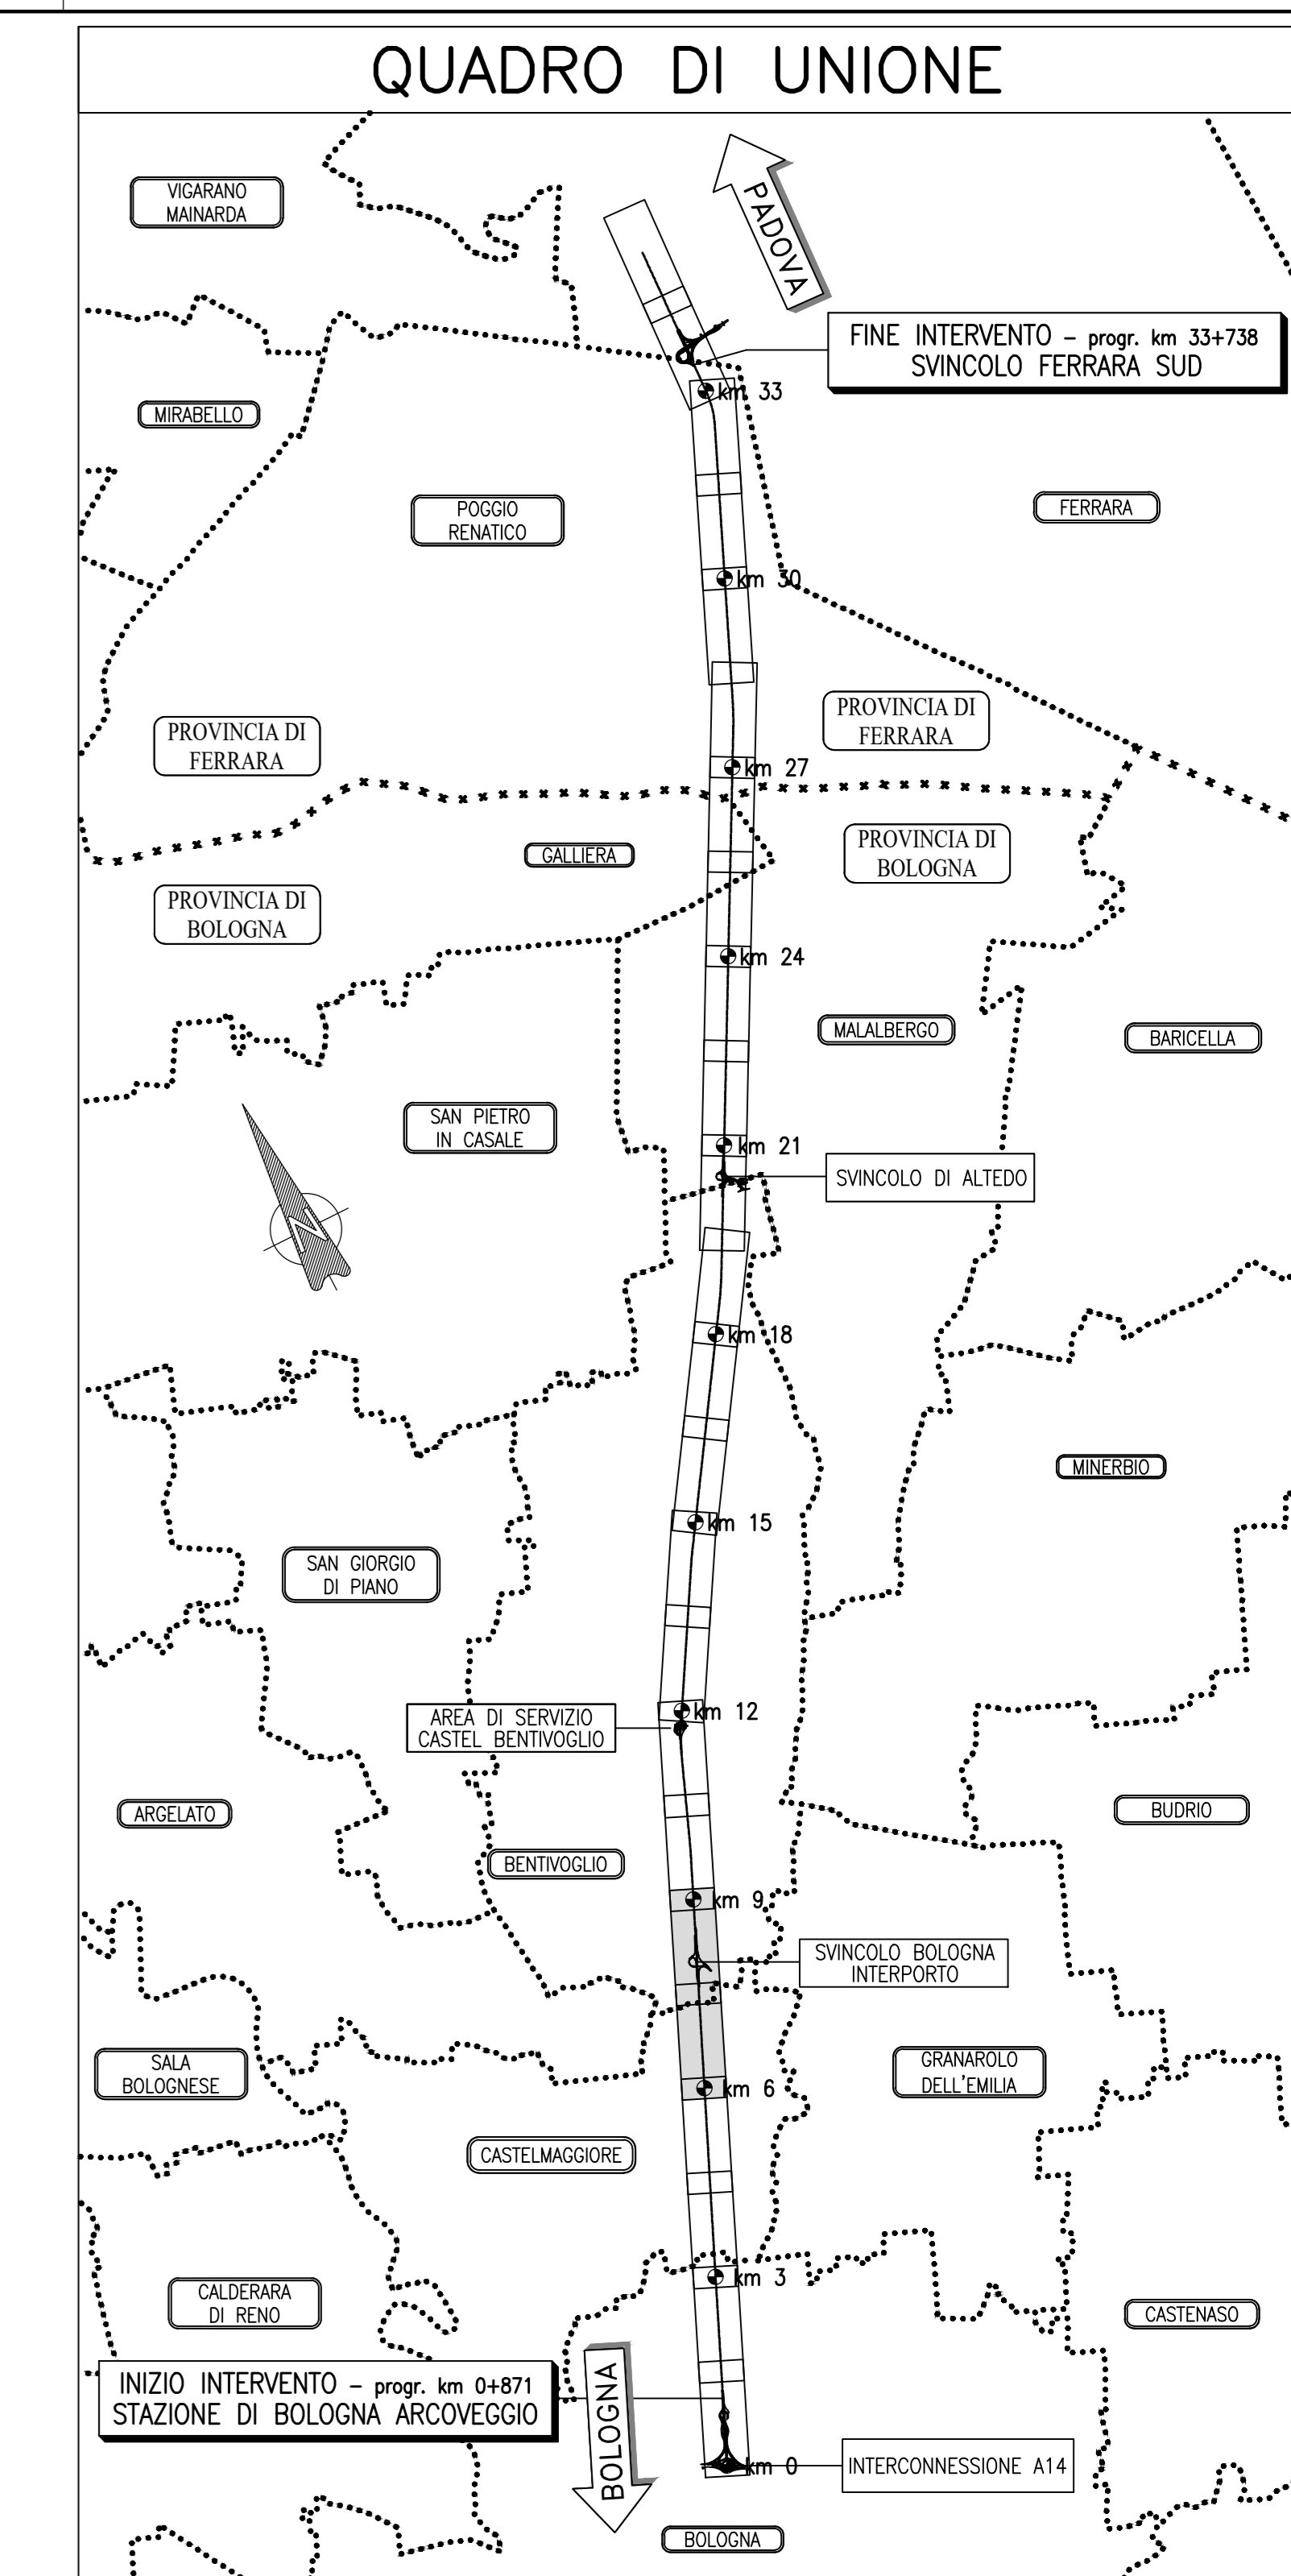 QUADRO DI UNIONE
VIGARANO
MAINARDA
PADOVA
FINE INTERVENTO – progr. km 33+738
SVINCOLO FERRARA SUD
km 33
MIRABELLO
POGGIO
RENATICO
FERRARA
km 30
PROVINCIA DI
FERRARA
PROVINCIA DI
FERRARA
km 27
GALLIERA
PROVINCIA DI
BOLOGNA
PROVINCIA DI
BOLOGNA
km 24
MALALBERGO
BARICELLA
SAN PIETRO
IN CASALE
km 21
SVINCOLO DI ALTEDO
N
km 18
MINERBIO
km 15
SAN GIORGIO
DI PIANO
km 12
AREA DI SERVIZIO
CASTEL BENTIVOGLIO
ARGELATO
BUDRIO
BENTIVOGLIO
km 9
SVINCOLO BOLOGNA
INTERPORTO
SALA
BOLOGNESE
GRANAROLO
DELL'EMILIA
km 6
CASTELMAGGIORE
km 3
CALDERARA
DI RENO
CASTENASO
INIZIO INTERVENTO – progr. km 0+871
STAZIONE DI BOLOGNA ARCOVEGGIO
BOLOGNA
km 0
INTERCONNESSIONE A14
BOLOGNA